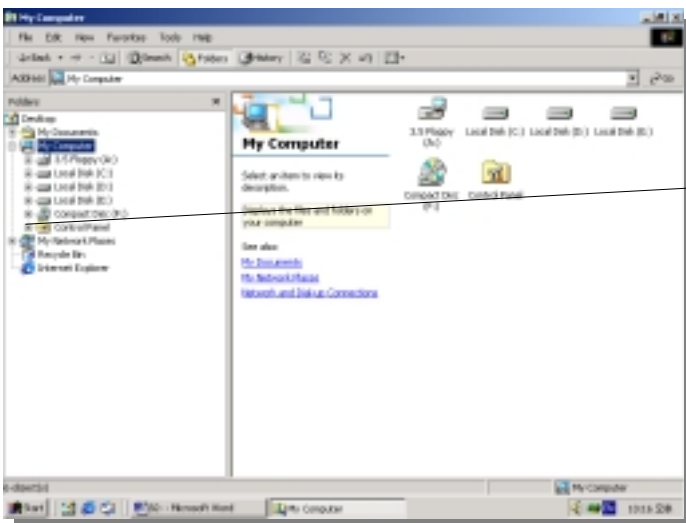 My Computer
File Edit View Favorites Tools Help
Back Search Folders History
Address My Computer Go
Folders
Desktop
My Documents
My Computer
3.5 Floppy (A:)
Local Disk (C:)
Local Disk (D:)
Local Disk (E:)
Compact Disc (F:)
Control Panel
My Network Places
Recycle Bin
Internet Explorer
My Computer
Select an item to view its
description.
Displays the files and folders on
your computer
See also:
My Documents
My Network Places
Network and Dial-up Connections
3.5 Floppy
(A:)
Local Disk (C:)
Local Disk (D:)
Local Disk (E:)
Compact Disc
(F:)
Control Panel
6 object(s)
My Computer
Start
Microsoft Word
My Computer